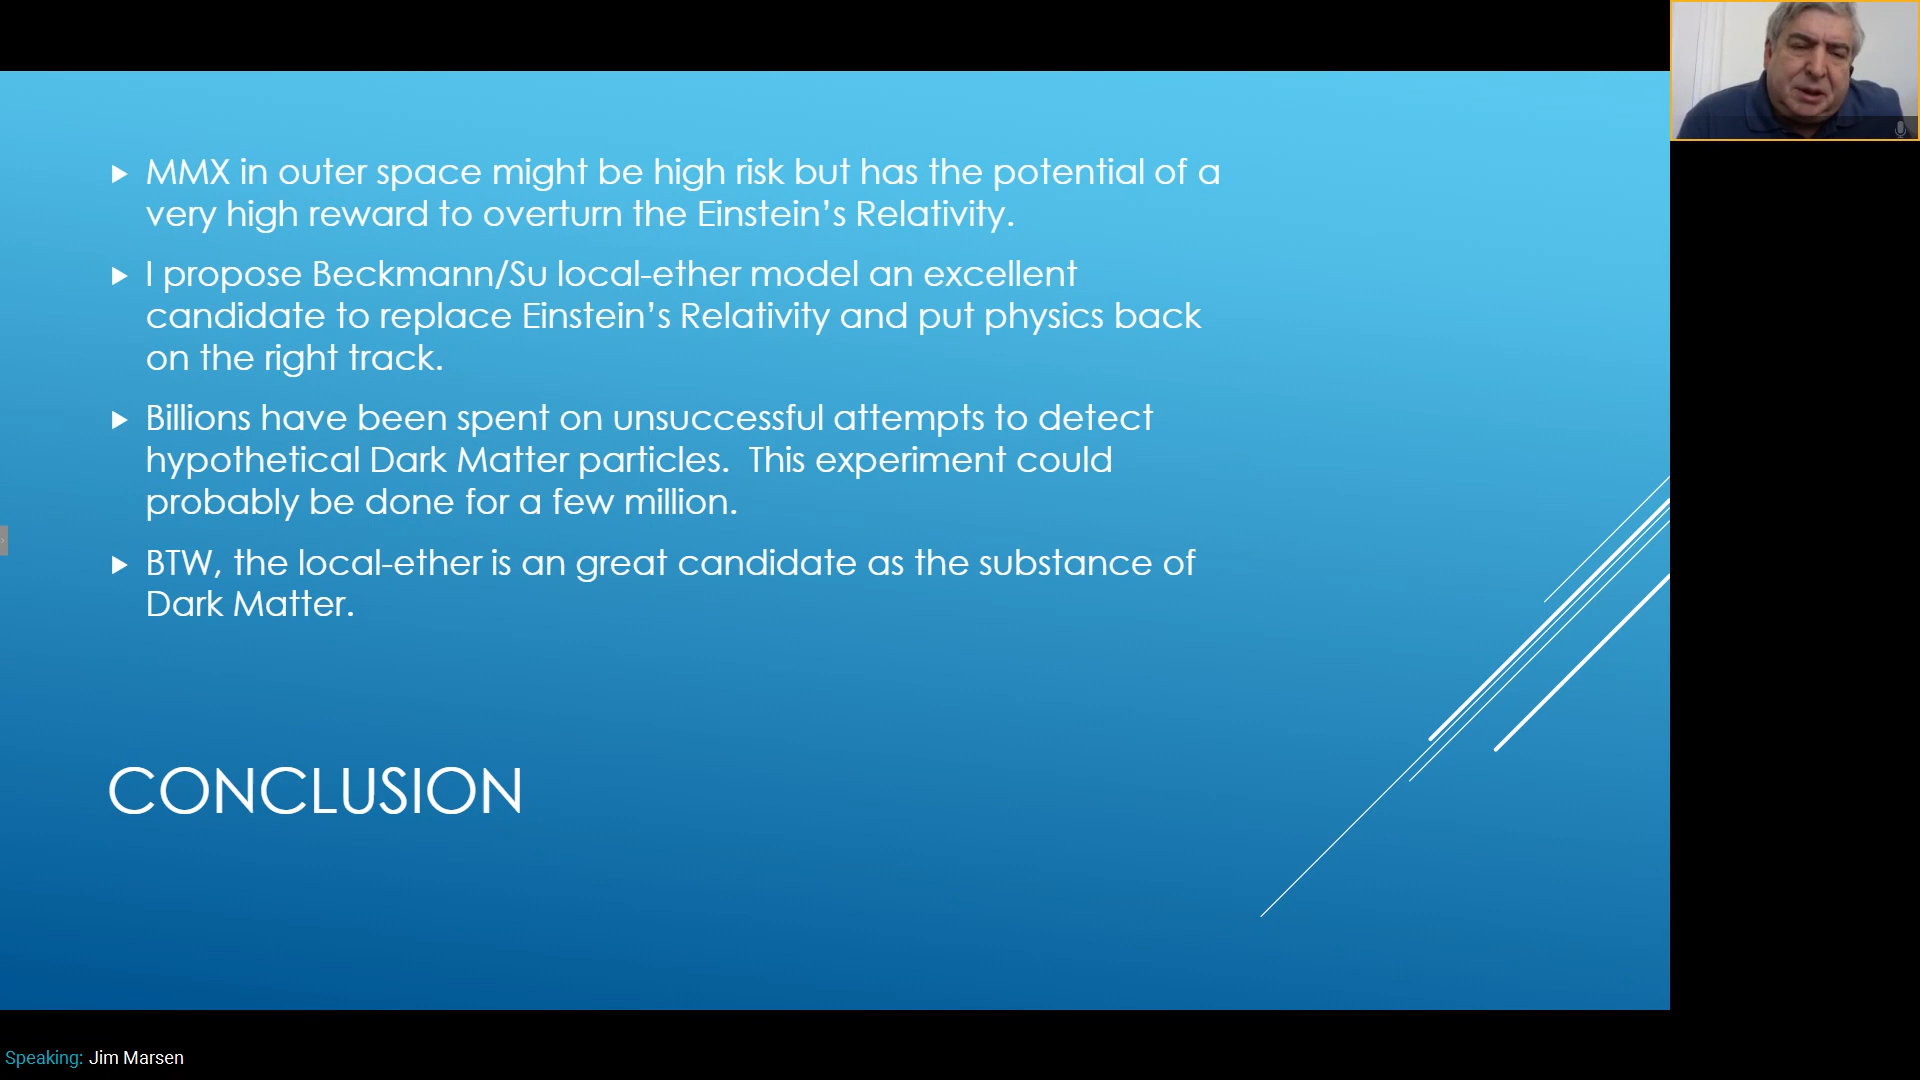 MMX in outer space might be high risk but has the potential of a
very high reward to overturn the Einstein’s Relativity.
I propose Beckmann/Su local-ether model an excellent
candidate to replace Einstein’s Relativity and put physics back
on the right track.
Billions have been spent on unsuccessful attempts to detect
hypothetical Dark Matter particles.  This experiment could
probably be done for a few million.
BTW, the local-ether is an great candidate as the substance of
Dark Matter.
CONCLUSION
Speaking: Jim Marsen